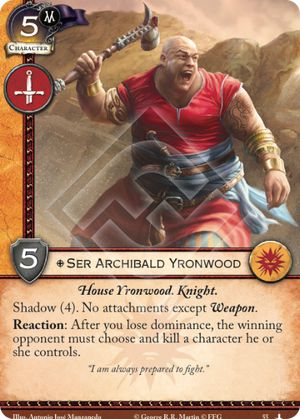 5
CHARACTER
5
SER ARCHIBALD YRONWOOD
House Yronwood. Knight.
Shadow (4). No attachments except Weapon.
Reaction: After you lose dominance, the winning
opponent must choose and kill a character he or
she controls.
"I am always prepared to fight."
Illus. Antonio José Manzanedo © George R.R. Martin © FFG 55